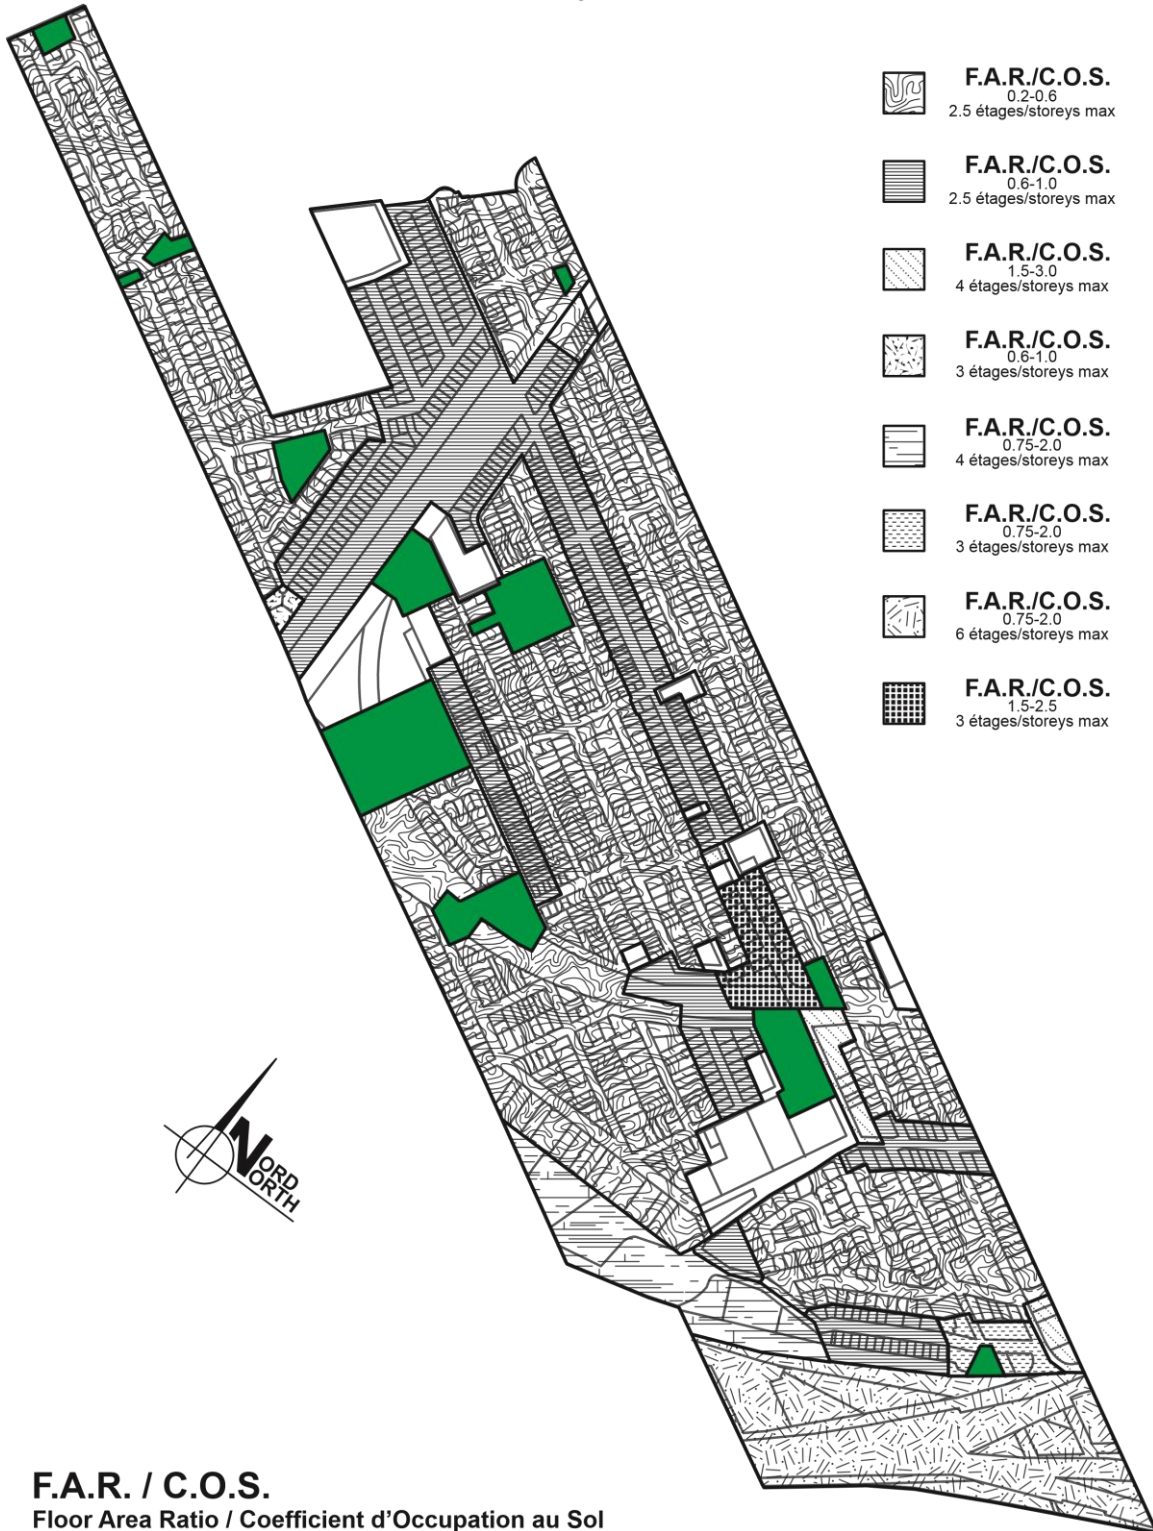 F.A.R./C.O.S.
0.2-0.6
2.5 étages/storeys max
F.A.R./C.O.S.
0.6-1.0
2.5 étages/storeys max
F.A.R./C.O.S.
1.5-3.0
4 étages/storeys max
F.A.R./C.O.S.
0.6-1.0
3 étages/storeys max
F.A.R./C.O.S.
0.75-2.0
4 étages/storeys max
F.A.R./C.O.S.
0.75-2.0
3 étages/storeys max
F.A.R./C.O.S.
0.75-2.0
6 étages/storeys max
F.A.R./C.O.S.
1.5-2.5
3 étages/storeys max
NORD
NORTH
F.A.R. / C.O.S.
Floor Area Ratio / Coefficient d'Occupation au Sol